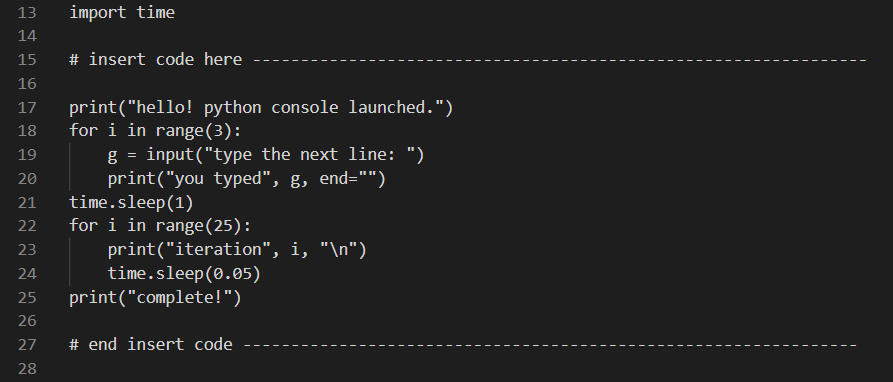 13 import time
14
15 # insert code here ----------------------------------------------------------------
16
17 print("hello! python console launched.")
18 for i in range(3):
19     g = input("type the next line: ")
20     print("you typed", g, end="")
21 time.sleep(1)
22 for i in range(25):
23     print("iteration", i, "\n")
24     time.sleep(0.05)
25 print("complete!")
26
27 # end insert code ----------------------------------------------------------------
28